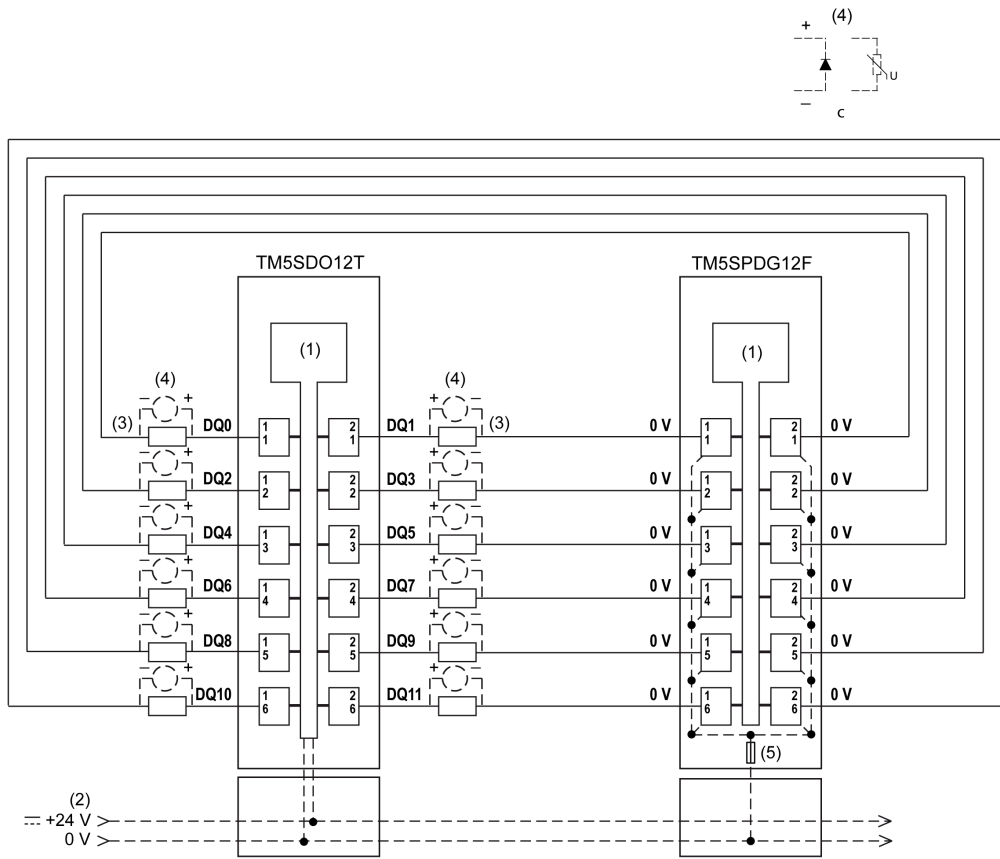 (4)
+
U
–
c
TM5SDO12T
TM5SPDG12F
(1)
(1)
(4)
(4)
– +
+ –
(3) DQ0 1 1 2 1 DQ1 (3) 0 V 1 1 2 1 0 V
– +
+ –
DQ2 1 2 2 2 DQ3 0 V 1 2 2 2 0 V
– +
+ –
DQ4 1 3 2 3 DQ5 0 V 1 3 2 3 0 V
– +
+ –
DQ6 1 4 2 4 DQ7 0 V 1 4 2 4 0 V
– +
+ –
DQ8 1 5 2 5 DQ9 0 V 1 5 2 5 0 V
– +
+ –
DQ10 1 6 2 6 DQ11 0 V 1 6 2 6 0 V
(5)
(2)
+24 V
0 V